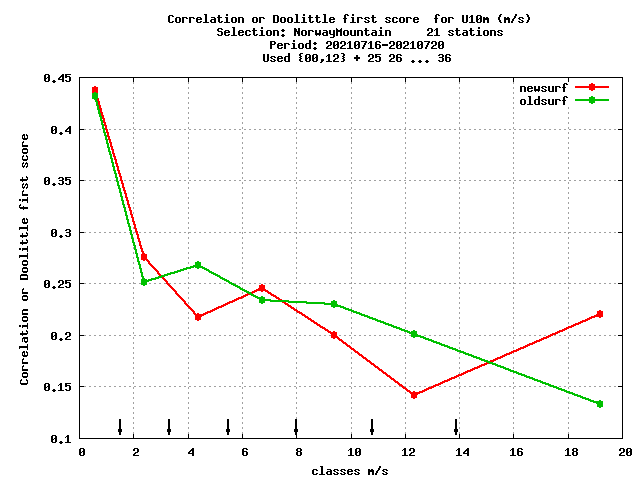 Correlation or Doolittle first score  for U10m (m/s)
Selection: NorwayMountain     21 stations
Period: 20210716-20210720
Used {00,12} + 25 26 ... 36
newsurf
oldsurf
Correlation or Doolittle first score
0.45
0.4
0.35
0.3
0.25
0.2
0.15
0.1
0 2 4 6 8 10 12 14 16 18 20
classes m/s